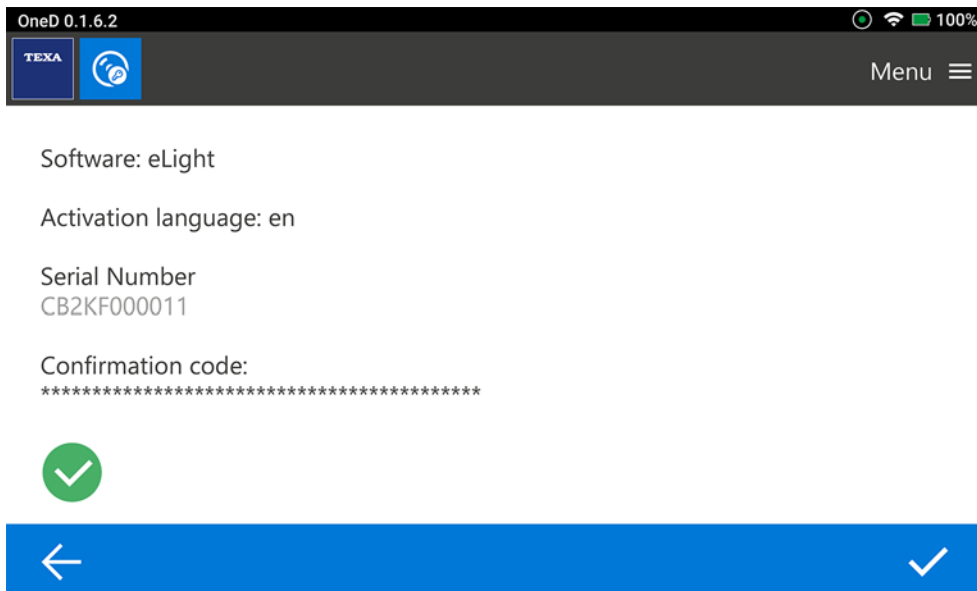 OneD 0.1.6.2
100%
TEXA
Menu
Software: eLight
Activation language: en
Serial Number
CB2KF000011
Confirmation code:
*******************************************